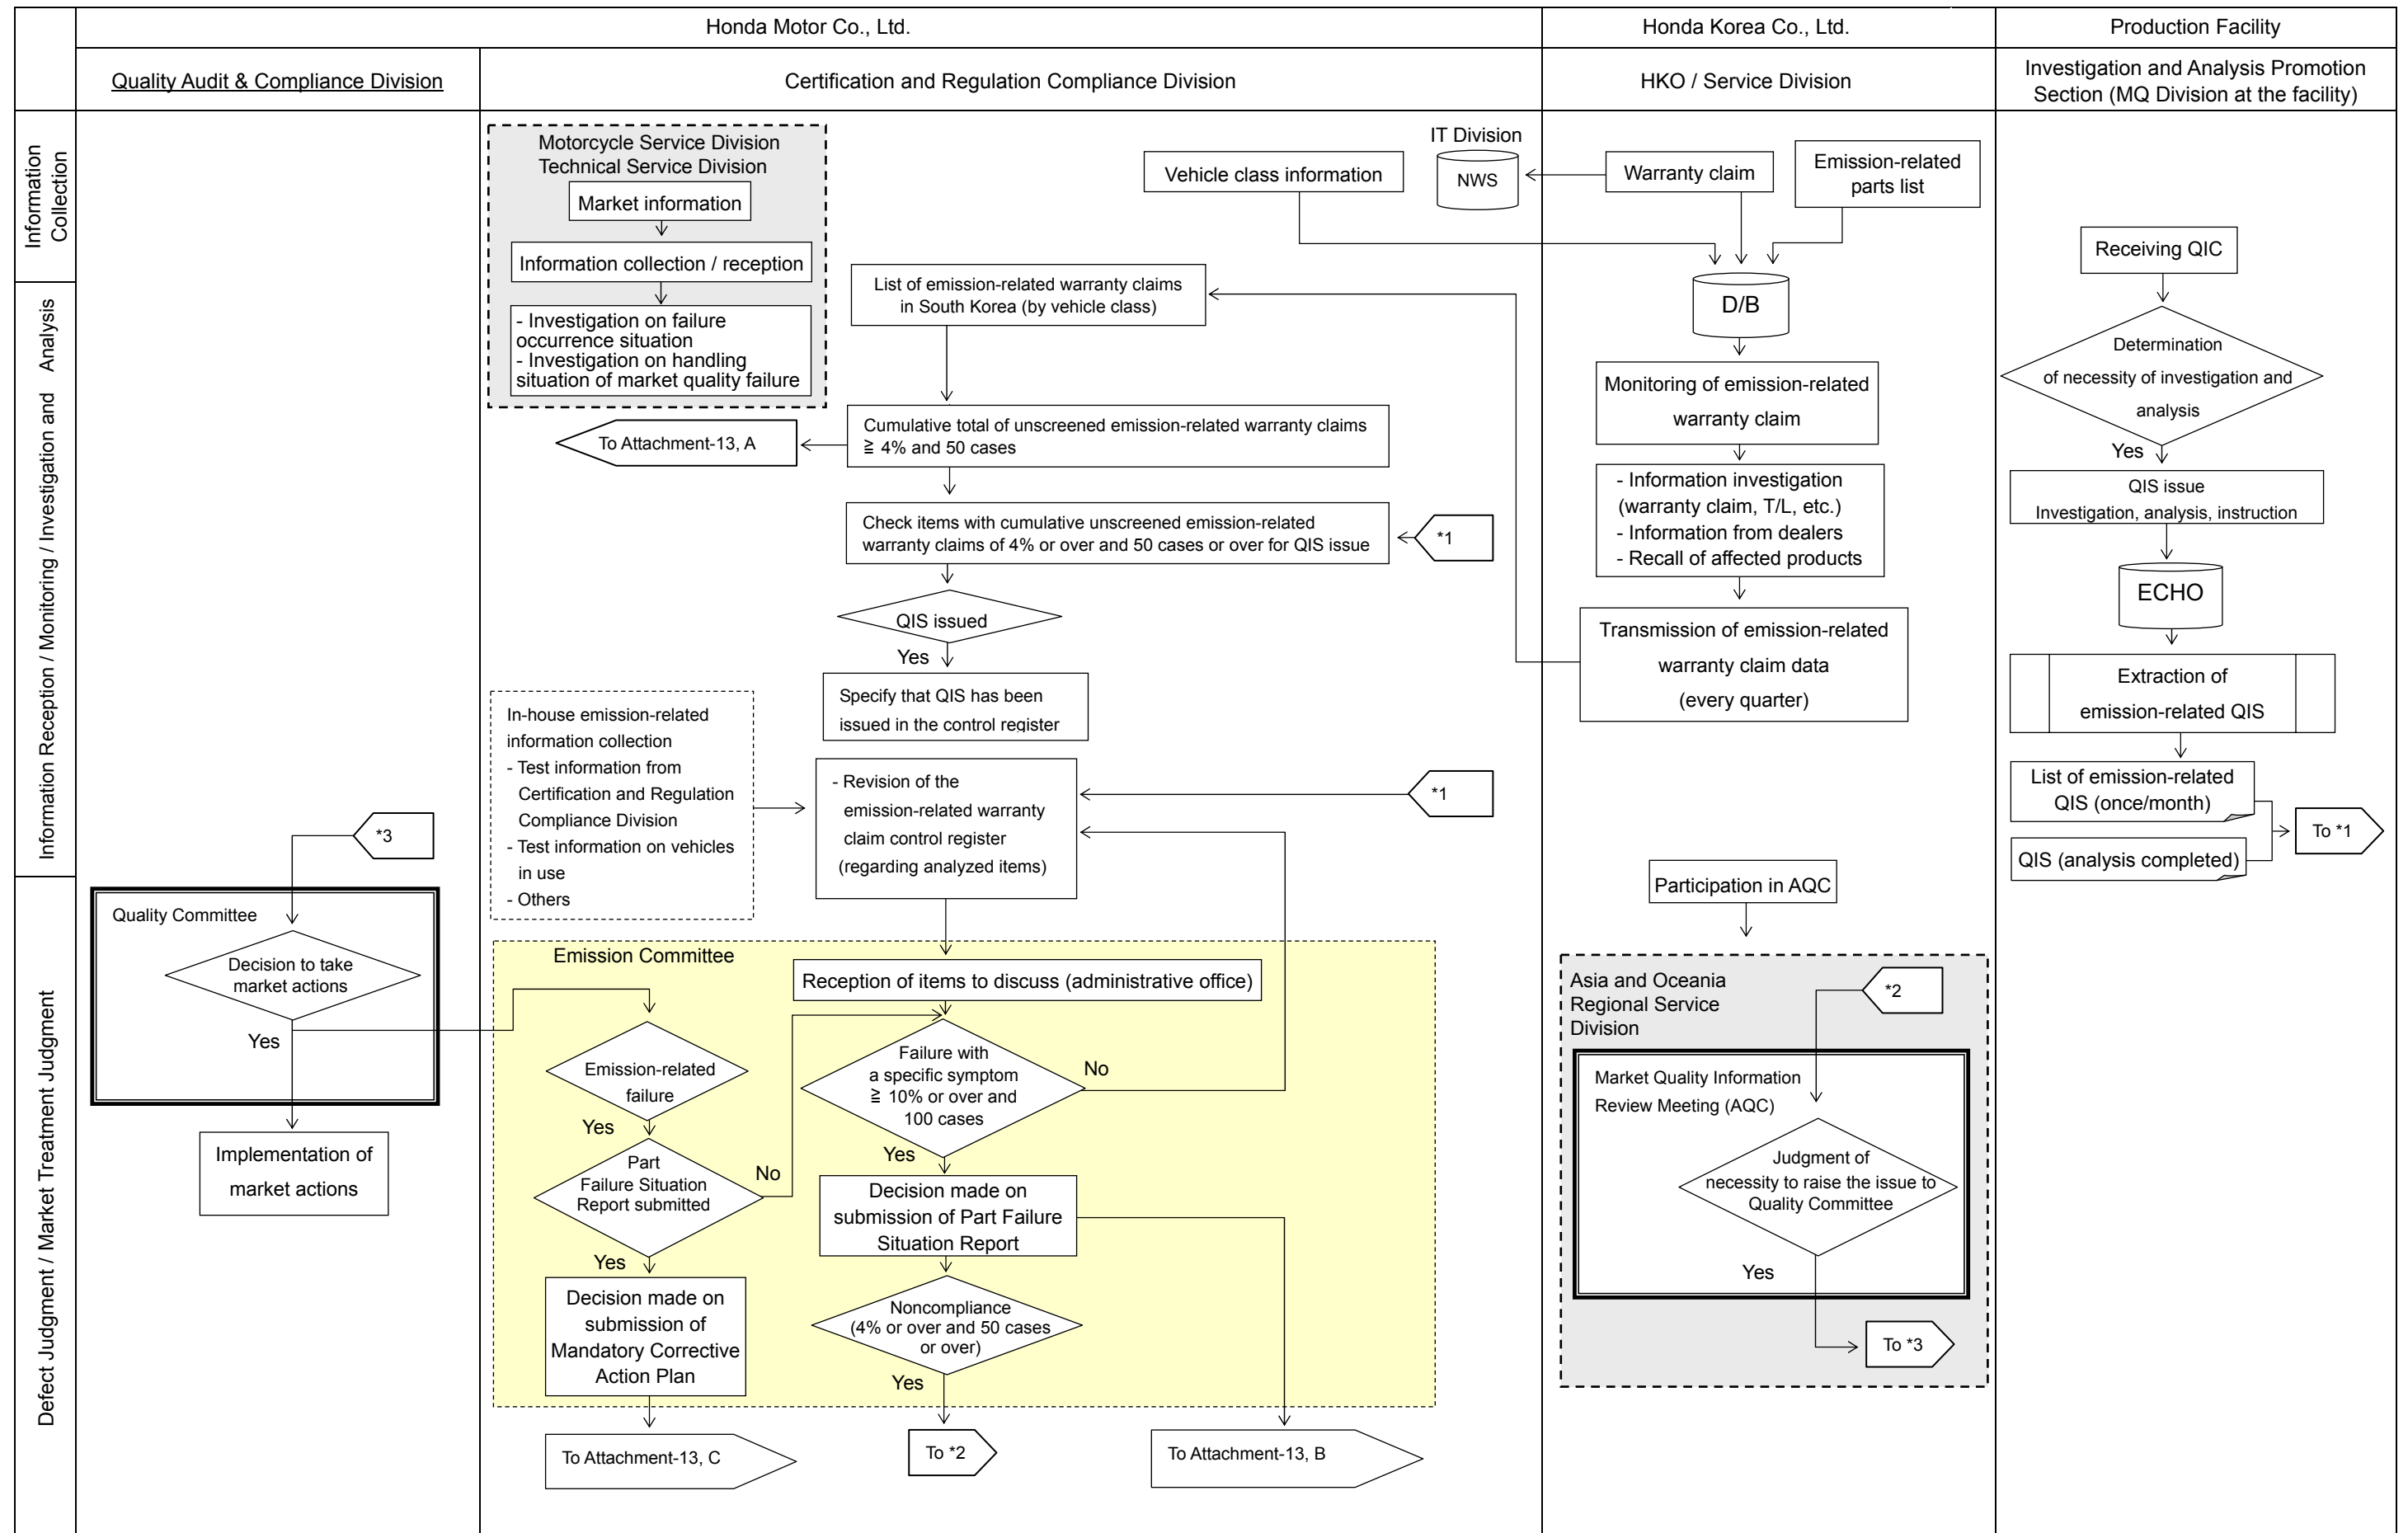 Honda Motor Co., Ltd.
Honda Korea Co., Ltd.
Production Facility
Quality Audit & Compliance Division
Certification and Regulation Compliance Division
HKO / Service Division
Investigation and Analysis Promotion
Section (MQ Division at the facility)
Information
Collection
Information Reception / Monitoring / Investigation and Analysis
Defect Judgment / Market Treatment Judgment
*3
Quality Committee
Decision to take
market actions
Yes
Implementation of
market actions
Motorcycle Service Division
Technical Service Division
Market information
Information collection / reception
- Investigation on failure
occurrence situation
- Investigation on handling
situation of market quality failure
Vehicle class information
IT Division
NWS
List of emission-related warranty claims
in South Korea (by vehicle class)
To Attachment-13, A
Cumulative total of unscreened emission-related warranty claims
≧ 4% and 50 cases
Check items with cumulative unscreened emission-related
warranty claims of 4% or over and 50 cases or over for QIS issue
*1
QIS issued
Yes
Specify that QIS has been
issued in the control register
In-house emission-related
information collection
- Test information from
Certification and Regulation
Compliance Division
- Test information on vehicles
in use
- Others
- Revision of the
emission-related warranty
claim control register
(regarding analyzed items)
*1
Emission Committee
Reception of items to discuss (administrative office)
Emission-related
failure
Yes
Part
Failure Situation
Report submitted
No
Yes
Decision made on
submission of
Mandatory Corrective
Action Plan
To Attachment-13, C
Failure with
a specific symptom
≧ 10% or over and
100 cases
No
Yes
Decision made on
submission of Part Failure
Situation Report
Noncompliance
(4% or over and 50 cases
or over)
Yes
To *2
To Attachment-13, B
Warranty claim
Emission-related
parts list
D/B
Monitoring of emission-related
warranty claim
- Information investigation
(warranty claim, T/L, etc.)
- Information from dealers
- Recall of affected products
Transmission of emission-related
warranty claim data
(every quarter)
Participation in AQC
Asia and Oceania
Regional Service
Division
*2
Market Quality Information
Review Meeting (AQC)
Judgment of
necessity to raise the issue to
Quality Committee
Yes
To *3
Receiving QIC
Determination
of necessity of investigation and
analysis
Yes
QIS issue
Investigation, analysis, instruction
ECHO
Extraction of
emission-related QIS
List of emission-related
QIS (once/month)
QIS (analysis completed)
To *1